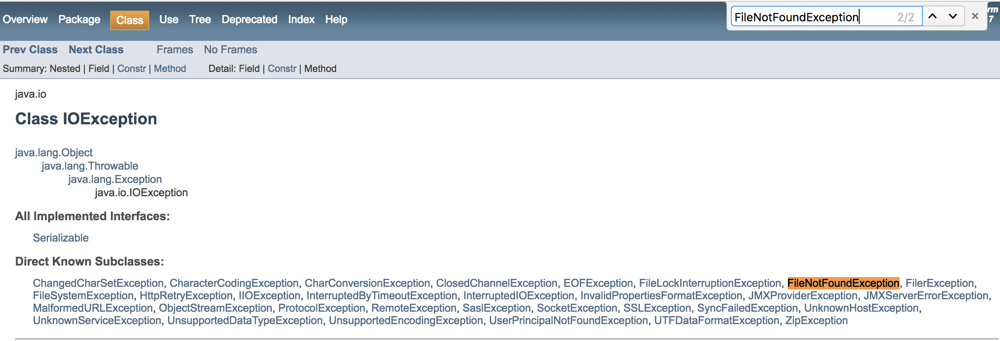 Overview Package Class Use Tree Deprecated Index Help
FileNotFoundException 2/2
rm
7
Prev Class Next Class Frames No Frames
Summary: Nested | Field | Constr | Method Detail: Field | Constr | Method
java.io
Class IOException
java.lang.Object
java.lang.Throwable
java.lang.Exception
java.io.IOException
All Implemented Interfaces:
Serializable
Direct Known Subclasses:
ChangedCharSetException, CharacterCodingException, CharConversionException, ClosedChannelException, EOFException, FileLockInterruptionException, FileNotFoundException, FilerException,
FileSystemException, HttpRetryException, IIOException, InterruptedByTimeoutException, InterruptedIOException, InvalidPropertiesFormatException, JMXProviderException, JMXServerErrorException,
MalformedURLException, ObjectStreamException, ProtocolException, RemoteException, SaslException, SocketException, SSLException, SyncFailedException, UnknownHostException,
UnknownServiceException, UnsupportedDataTypeException, UnsupportedEncodingException, UserPrincipalNotFoundException, UTFDataFormatException, ZipException